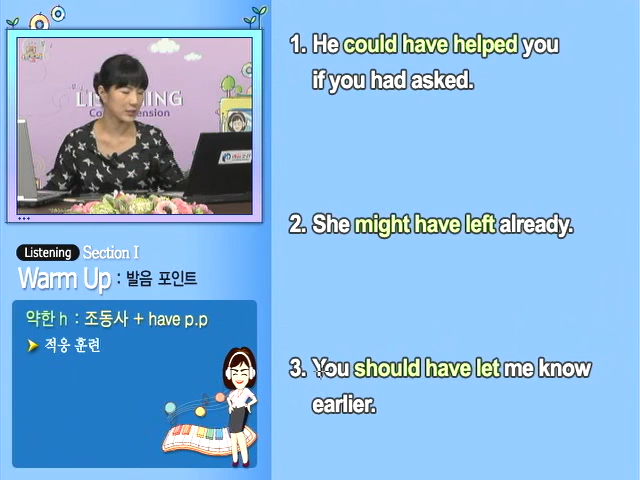 LISTENING
Listening Section I
Warm Up : 발음 포인트
약한 h : 조동사 + have p.p
적응 훈련
1. He could have helped you
if you had asked.
2. She might have left already.
3. You should have let me know
earlier.